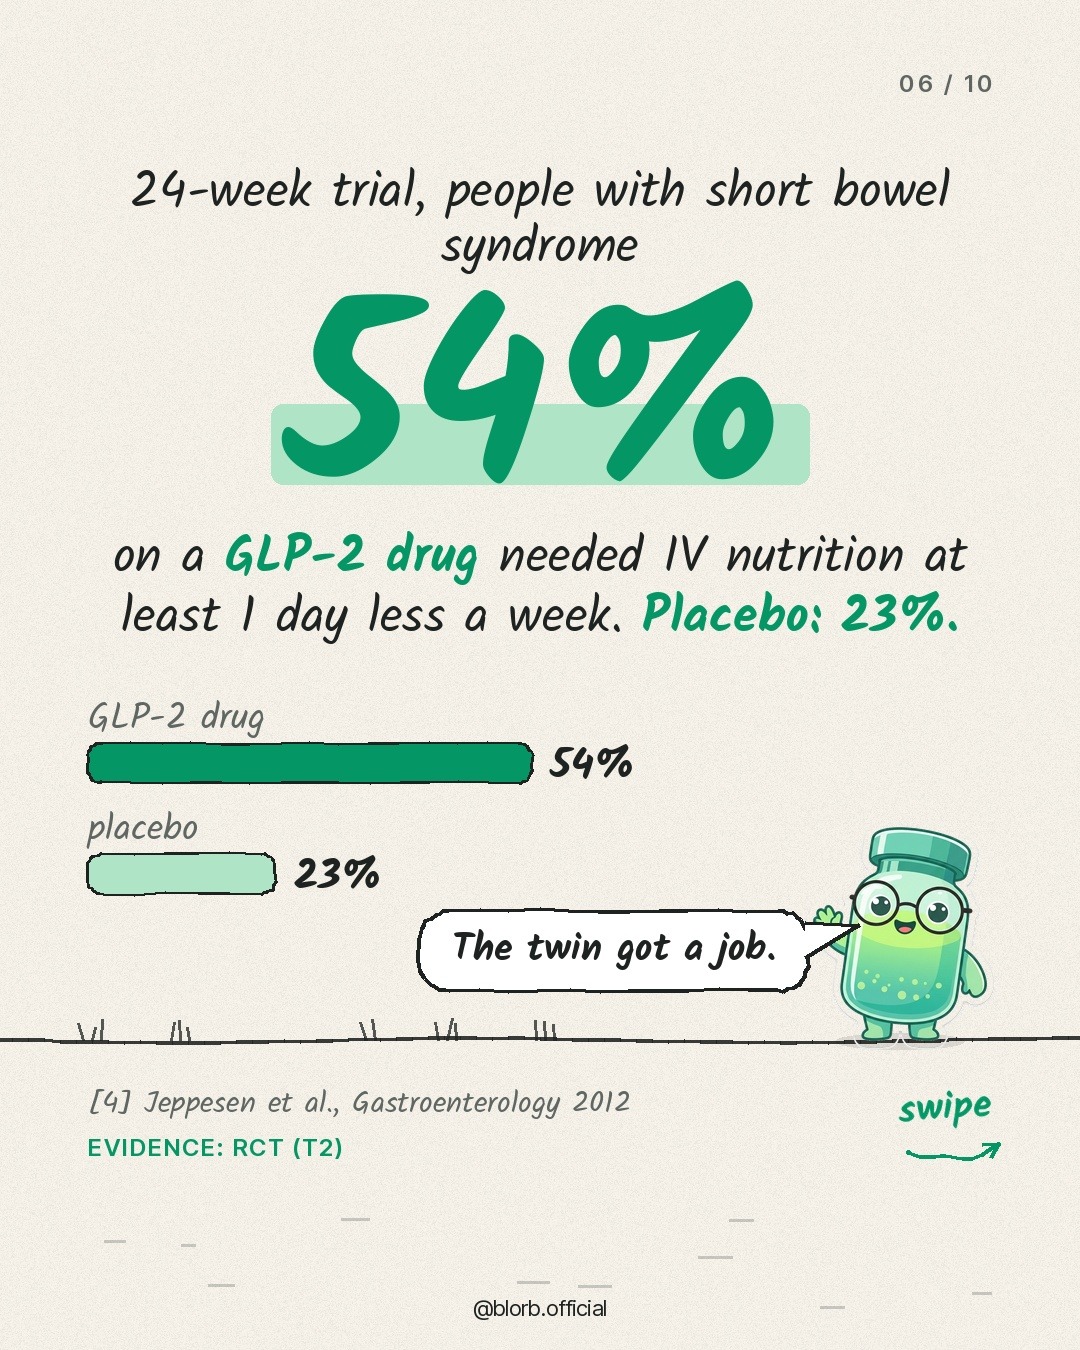 06 / 10
24-week trial, people with short bowel
syndrome
54%
on a GLP-2 drug needed IV nutrition at
least 1 day less a week. Placebo: 23%.
GLP-2 drug
54%
placebo
23%
The twin got a job.
[4] Jeppesen et al., Gastroenterology 2012
EVIDENCE: RCT (T2)
swipe
@blorb.official